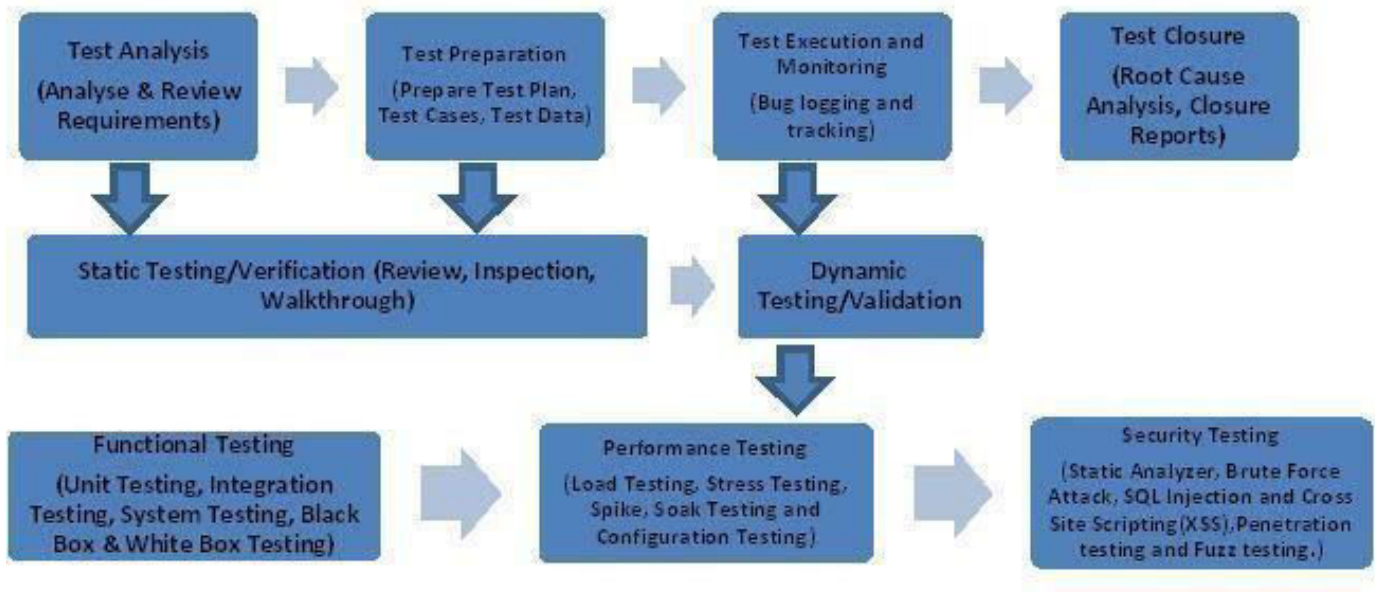 Test Analysis
(Analyse & Review
Requirements)
Test Preparation
(Prepare Test Plan,
Test Cases, Test Data)
Test Execution and
Monitoring
(Bug logging and
tracking)
Test Closure
(Root Cause
Analysis, Closure
Reports)
Static Testing/Verification (Review, Inspection,
Walkthrough)
Dynamic
Testing/Validation
Functional Testing
(Unit Testing, Integration
Testing, System Testing, Black
Box & White Box Testing)
Performance Testing
(Load Testing, Stress Testing,
Spike, Soak Testing and
Configuration Testing)
Security Testing
(Static Analyzer, Brute Force
Attack, SQL Injection and Cross
Site Scripting(XSS),Penetration
testing and Fuzz testing.)